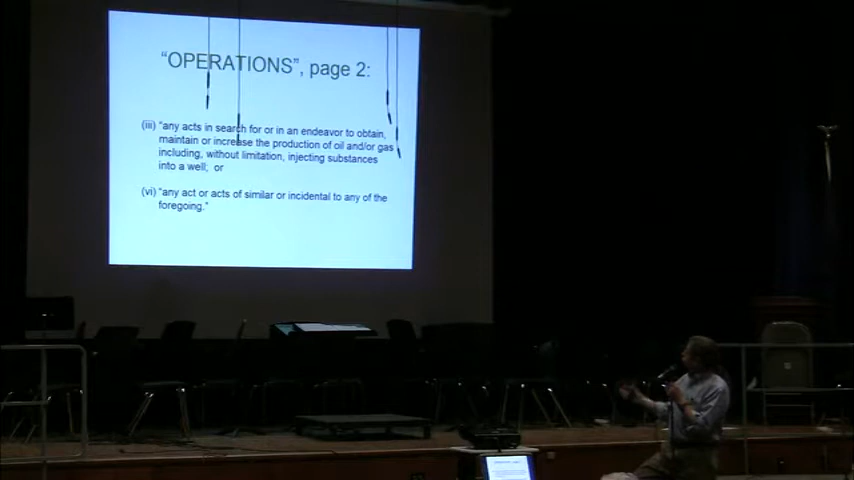 “OPERATIONS”, page 2:
(iii) “any acts in search for or in an endeavor to obtain,
maintain or increase the production of oil and/or gas
including, without limitation, injecting substances
into a well; or
(vi) “any act or acts of similar or incidental to any of the
foregoing.”